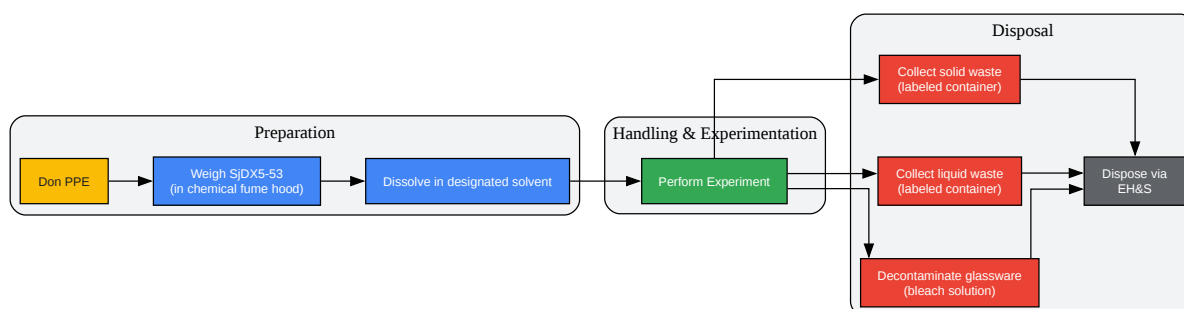 Preparation
Don PPE
Weigh SjDX5-53
(in chemical fume hood)
Dissolve in designated solvent
Handling & Experimentation
Perform Experiment
Disposal
Collect solid waste
(labeled container)
Collect liquid waste
(labeled container)
Decontaminate glassware
(bleach solution)
Dispose via
EH&S